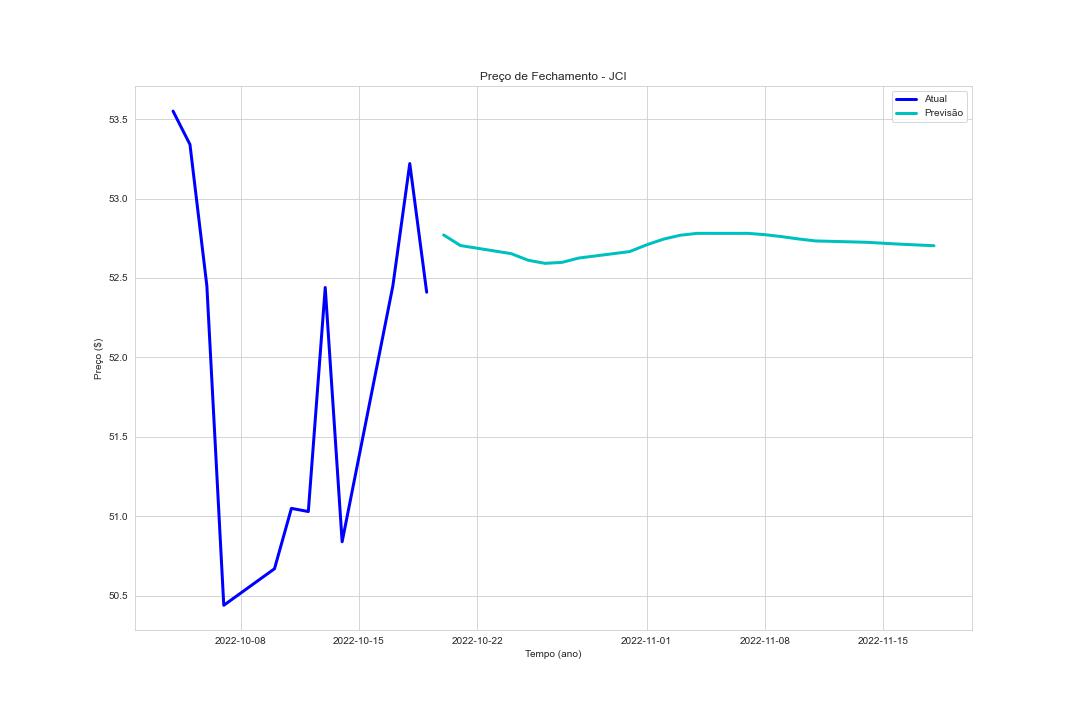 Preço de Fechamento - JCI
Atual
Previsão
53.5
53.0
52.5
52.0
51.5
51.0
50.5
Preço ($)
2022-10-08
2022-10-15
2022-10-22
2022-11-01
2022-11-08
2022-11-15
Tempo (ano)